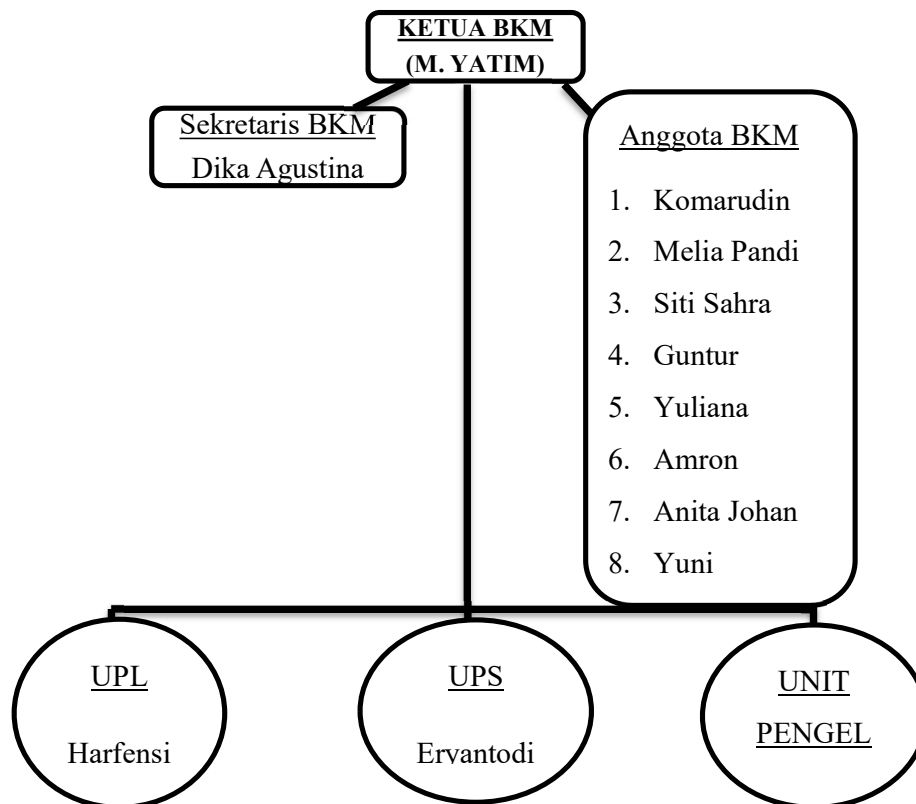 KETUA BKM
(M. YATIM)
Sekretaris BKM
Dika Agustina
Anggota BKM
1. Komarudin
2. Melia Pandi
3. Siti Sahra
4. Guntur
5. Yuliana
6. Amron
7. Anita Johan
8. Yuni
UPL
Harfensi
UPS
Ervantodi
UNIT
PENGEL